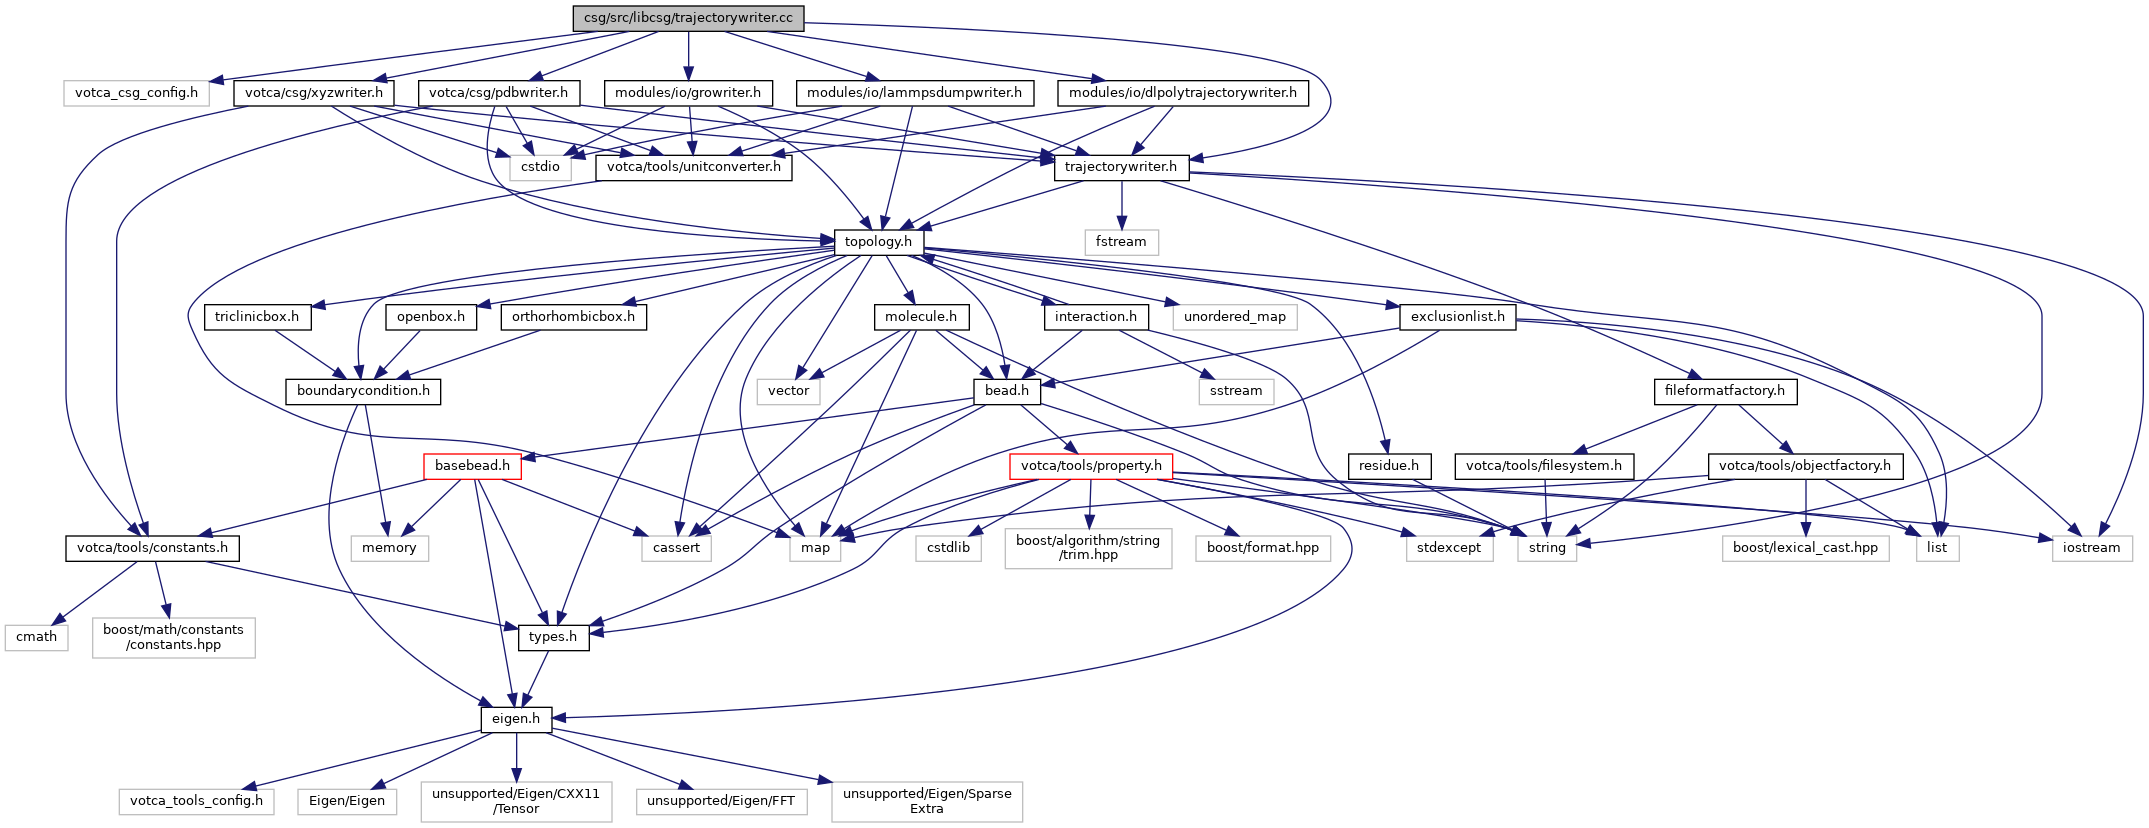 csg/src/libcsg/trajectorywriter.cc
votca_csg_config.h
votca/csg/xyzwriter.h
votca/csg/pdbwriter.h
modules/io/growriter.h
modules/io/lammpsdumpwriter.h
modules/io/dlpolytrajectorywriter.h
cstdio
votca/tools/unitconverter.h
trajectorywriter.h
topology.h
fstream
triclinicbox.h
openbox.h
orthorhombicbox.h
molecule.h
interaction.h
unordered_map
exclusionlist.h
boundarycondition.h
vector
bead.h
sstream
fileformatfactory.h
basebead.h
votca/tools/property.h
residue.h
votca/tools/filesystem.h
votca/tools/objectfactory.h
votca/tools/constants.h
memory
cassert
map
cstdlib
boost/algorithm/string
/trim.hpp
boost/format.hpp
stdexcept
string
boost/lexical_cast.hpp
list
iostream
cmath
boost/math/constants
/constants.hpp
types.h
eigen.h
votca_tools_config.h
Eigen/Eigen
unsupported/Eigen/CXX11
/Tensor
unsupported/Eigen/FFT
unsupported/Eigen/Sparse
Extra